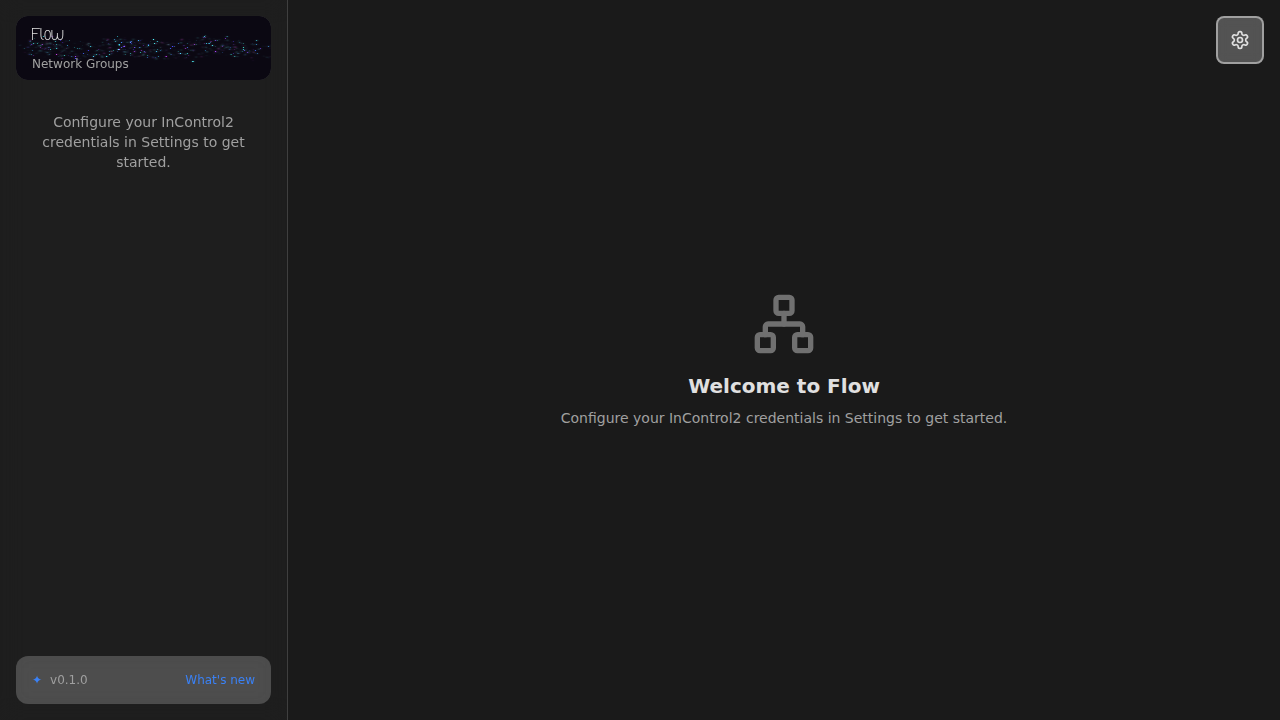 Flow
Network Groups
Configure your InControl2
credentials in Settings to get
started.
Welcome to Flow
Configure your InControl2 credentials in Settings to get started.
v0.1.0 What's new